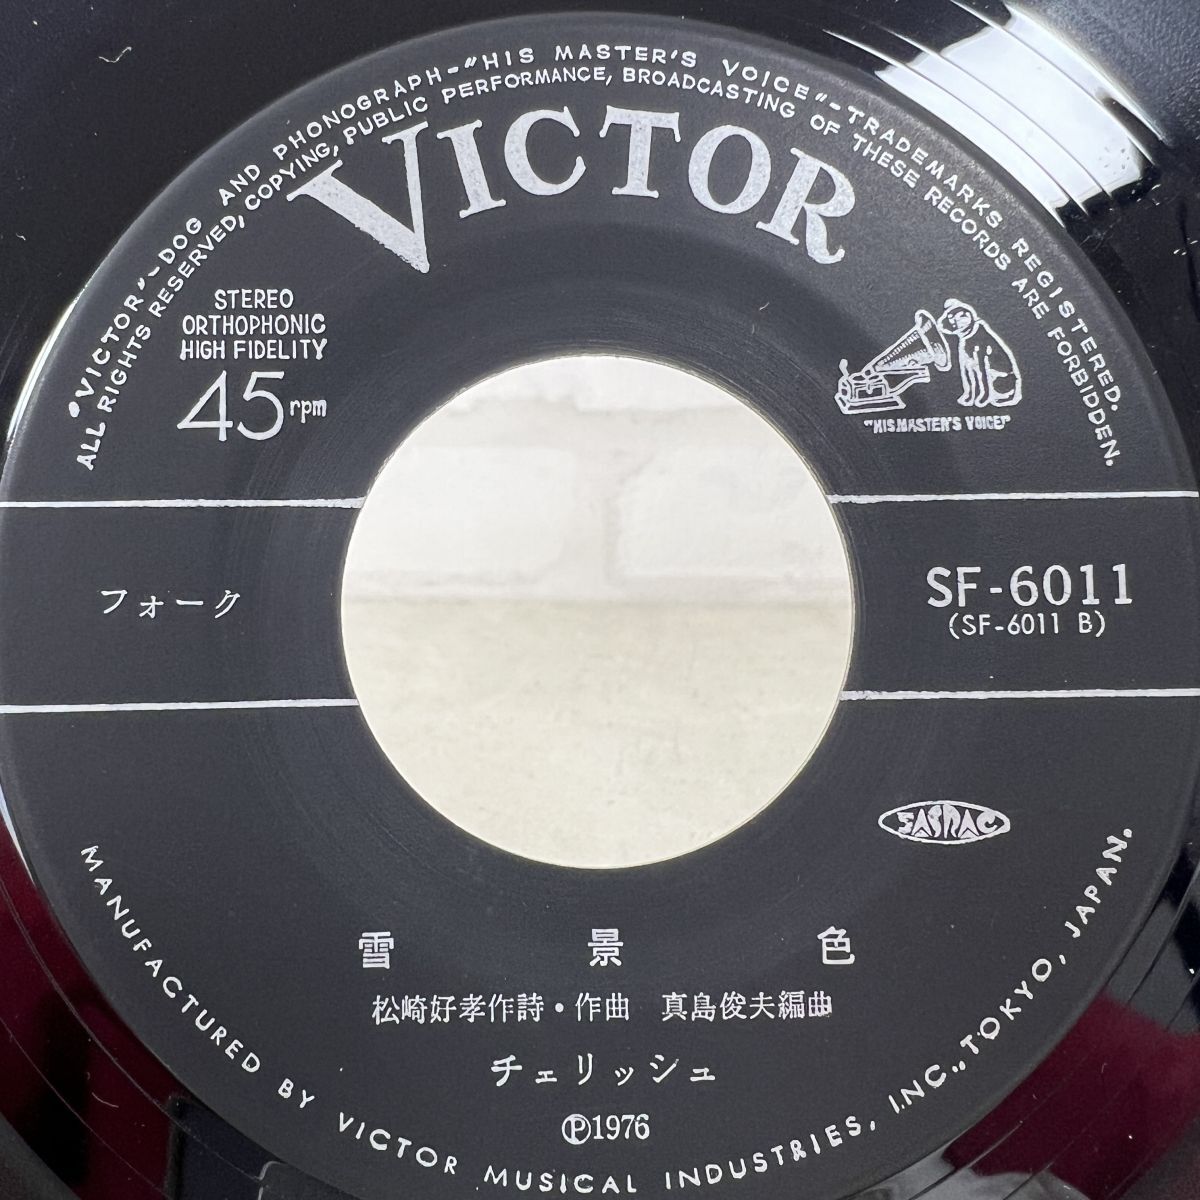 "VICTOR"-DOG AND PHONOGRAPH-"HIS MASTER'S VOICE"-TRADEMARKS REGISTERED.
ALL RIGHTS RESERVED, COPYING, PUBLIC PERFORMANCE, BROADCASTING OF THESE RECORDS ARE FORBIDDEN.
VICTOR
STEREO
ORTHOPHONIC
HIGH FIDELITY
45 rpm
"HIS MASTER'S VOICE"
フォーク
SF-6011
(SF-6011 B)
JASRAC
雪景色
松崎好孝作詩・作曲 真島俊夫編曲
チェリッシュ
Ⓟ1976
MANUFACTURED BY VICTOR MUSICAL INDUSTRIES, INC., TOKYO, JAPAN.